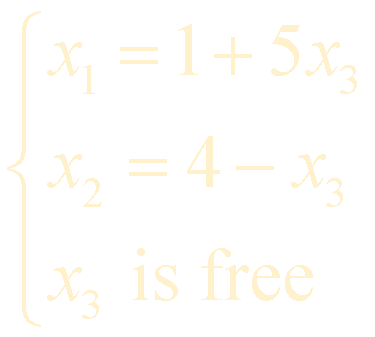 x₁ = 1 + 5x₃
x₂ = 4 − x₃
x₃ is free